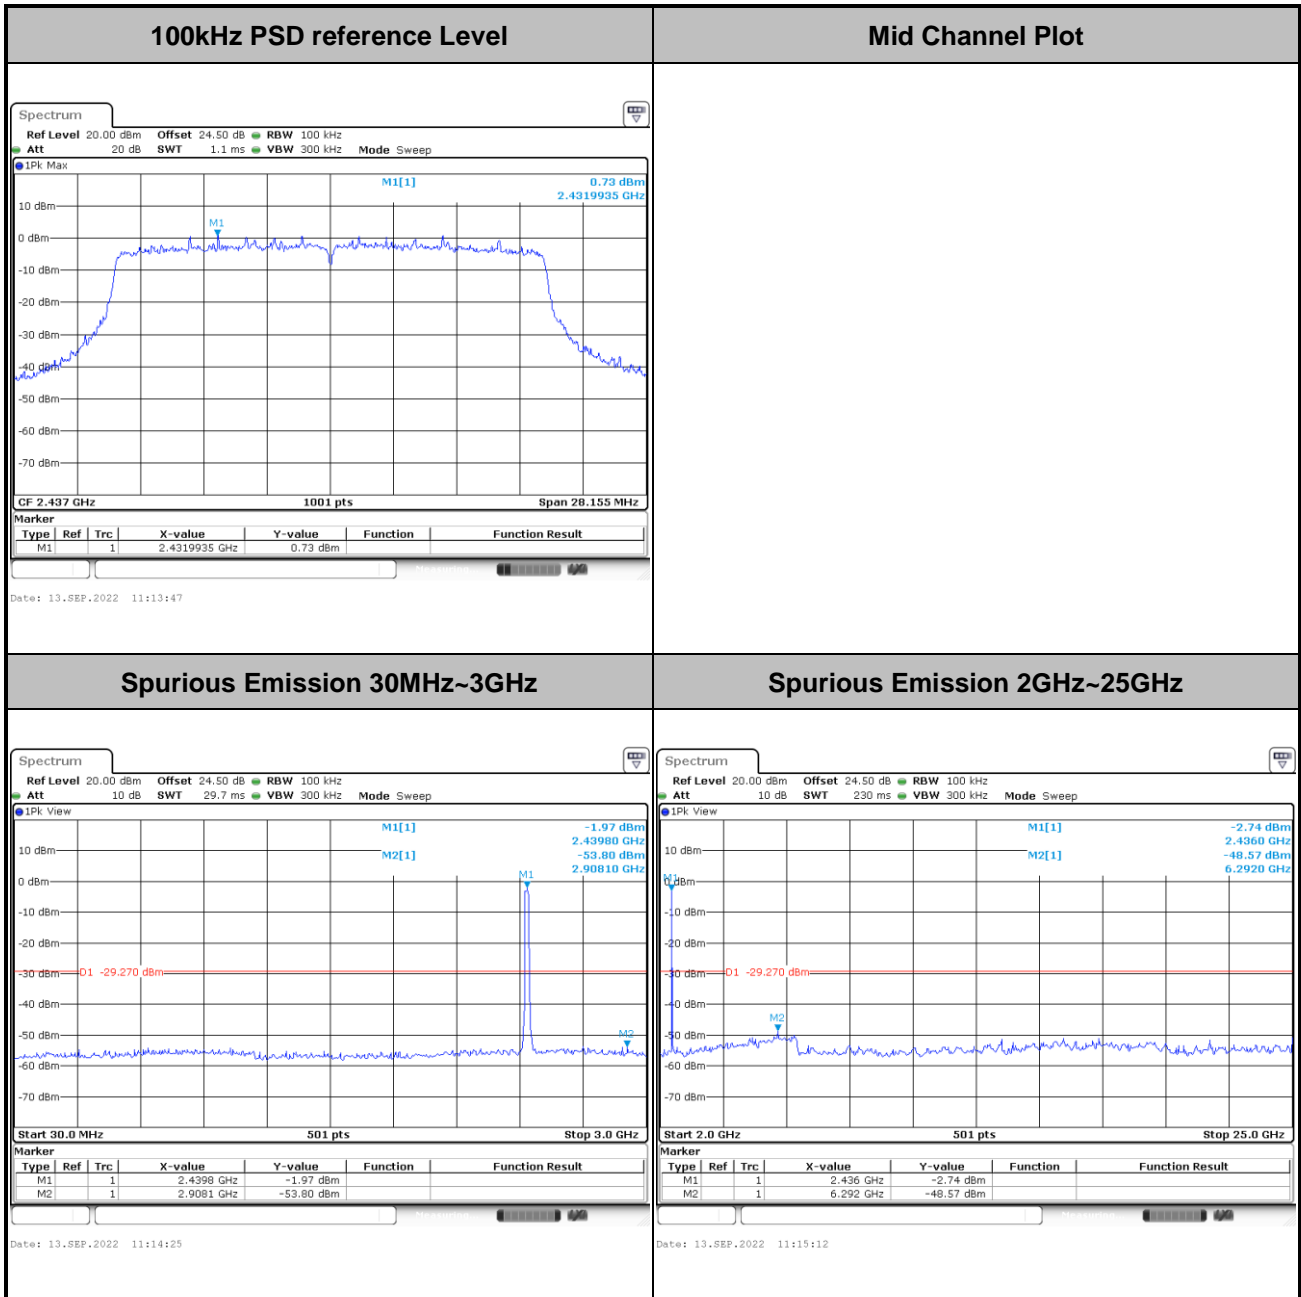 100kHz PSD reference Level
Mid Channel Plot
Spectrum
Ref Level 20.00 dBm Offset 24.50 dB RBW 100 kHz
Att 20 dB SWT 1.1 ms VBW 300 kHz Mode Sweep
1Pk Max
M1[1] 0.73 dBm
2.4319935 GHz
10 dBm
M1
0 dBm
-10 dBm
-20 dBm
-30 dBm
-40 dBm
-50 dBm
-60 dBm
-70 dBm
CF 2.437 GHz 1001 pts Span 28.155 MHz
Marker
Type Ref Trc X-value Y-value Function Function Result
M1 1 2.4319935 GHz 0.73 dBm
Date: 13.SEP.2022 11:13:47
Spurious Emission 30MHz~3GHz
Spurious Emission 2GHz~25GHz
Spectrum
Ref Level 20.00 dBm Offset 24.50 dB RBW 100 kHz
Att 10 dB SWT 29.7 ms VBW 300 kHz Mode Sweep
1Pk View
M1[1] -1.97 dBm
2.43980 GHz
10 dBm
M2[1] -53.80 dBm
2.90810 GHz
M1
0 dBm
-10 dBm
-20 dBm
-30 dBm
D1 -29.270 dBm
-40 dBm
-50 dBm
M2
-60 dBm
-70 dBm
Start 30.0 MHz 501 pts Stop 3.0 GHz
Marker
Type Ref Trc X-value Y-value Function Function Result
M1 1 2.4398 GHz -1.97 dBm
M2 1 2.9081 GHz -53.80 dBm
Date: 13.SEP.2022 11:14:25
Spectrum
Ref Level 20.00 dBm Offset 24.50 dB RBW 100 kHz
Att 10 dB SWT 230 ms VBW 300 kHz Mode Sweep
1Pk View
M1[1] -2.74 dBm
2.4360 GHz
10 dBm
M2[1] -48.57 dBm
6.2920 GHz
M1
0 dBm
-10 dBm
-20 dBm
-30 dBm
D1 -29.270 dBm
-40 dBm
M2
-50 dBm
-60 dBm
-70 dBm
Start 2.0 GHz 501 pts Stop 25.0 GHz
Marker
Type Ref Trc X-value Y-value Function Function Result
M1 1 2.436 GHz -2.74 dBm
M2 1 6.292 GHz -48.57 dBm
Date: 13.SEP.2022 11:15:12